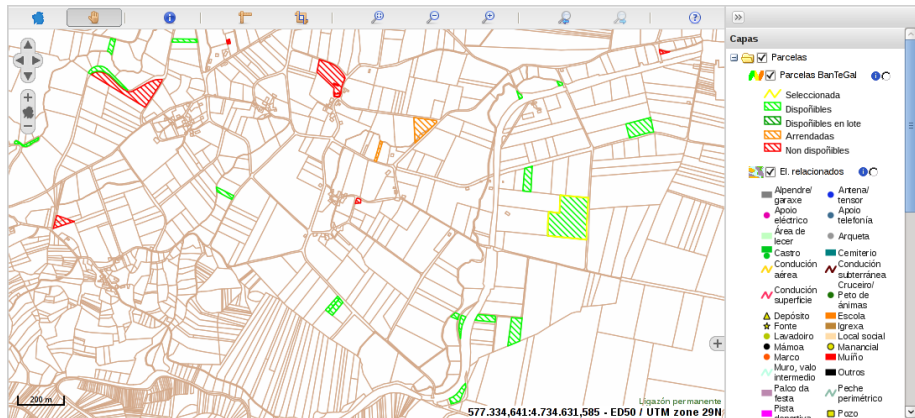 Capas
Parcelas
Parcelas BanTeGal
Seleccionada
Dispoñibles
Dispoñibles en lote
Arrendadas
Non dispoñibles
El. relacionados
Alpendre/
garaxe
Antena/
tensor
Apoio
eléctrico
Apoio
telefonía
Área de
lecer
Arqueta
Castro
Cemiterio
Condución
aérea
Condución
subterránea
Condución
superficie
Cruceiro/
Peto de
ánimas
Depósito
Escola
Fonte
Igrexa
Lavadoiro
Local social
Mámoa
Manancial
Marco
Muíño
Muro, valo
intermedio
Outros
Palco da
festa
Peche
perimétrico
Pista
deportiva
Pozo
200 m
Ligazón permanente
577.334,641:4.734.631,585 - ED50 / UTM zone 29N